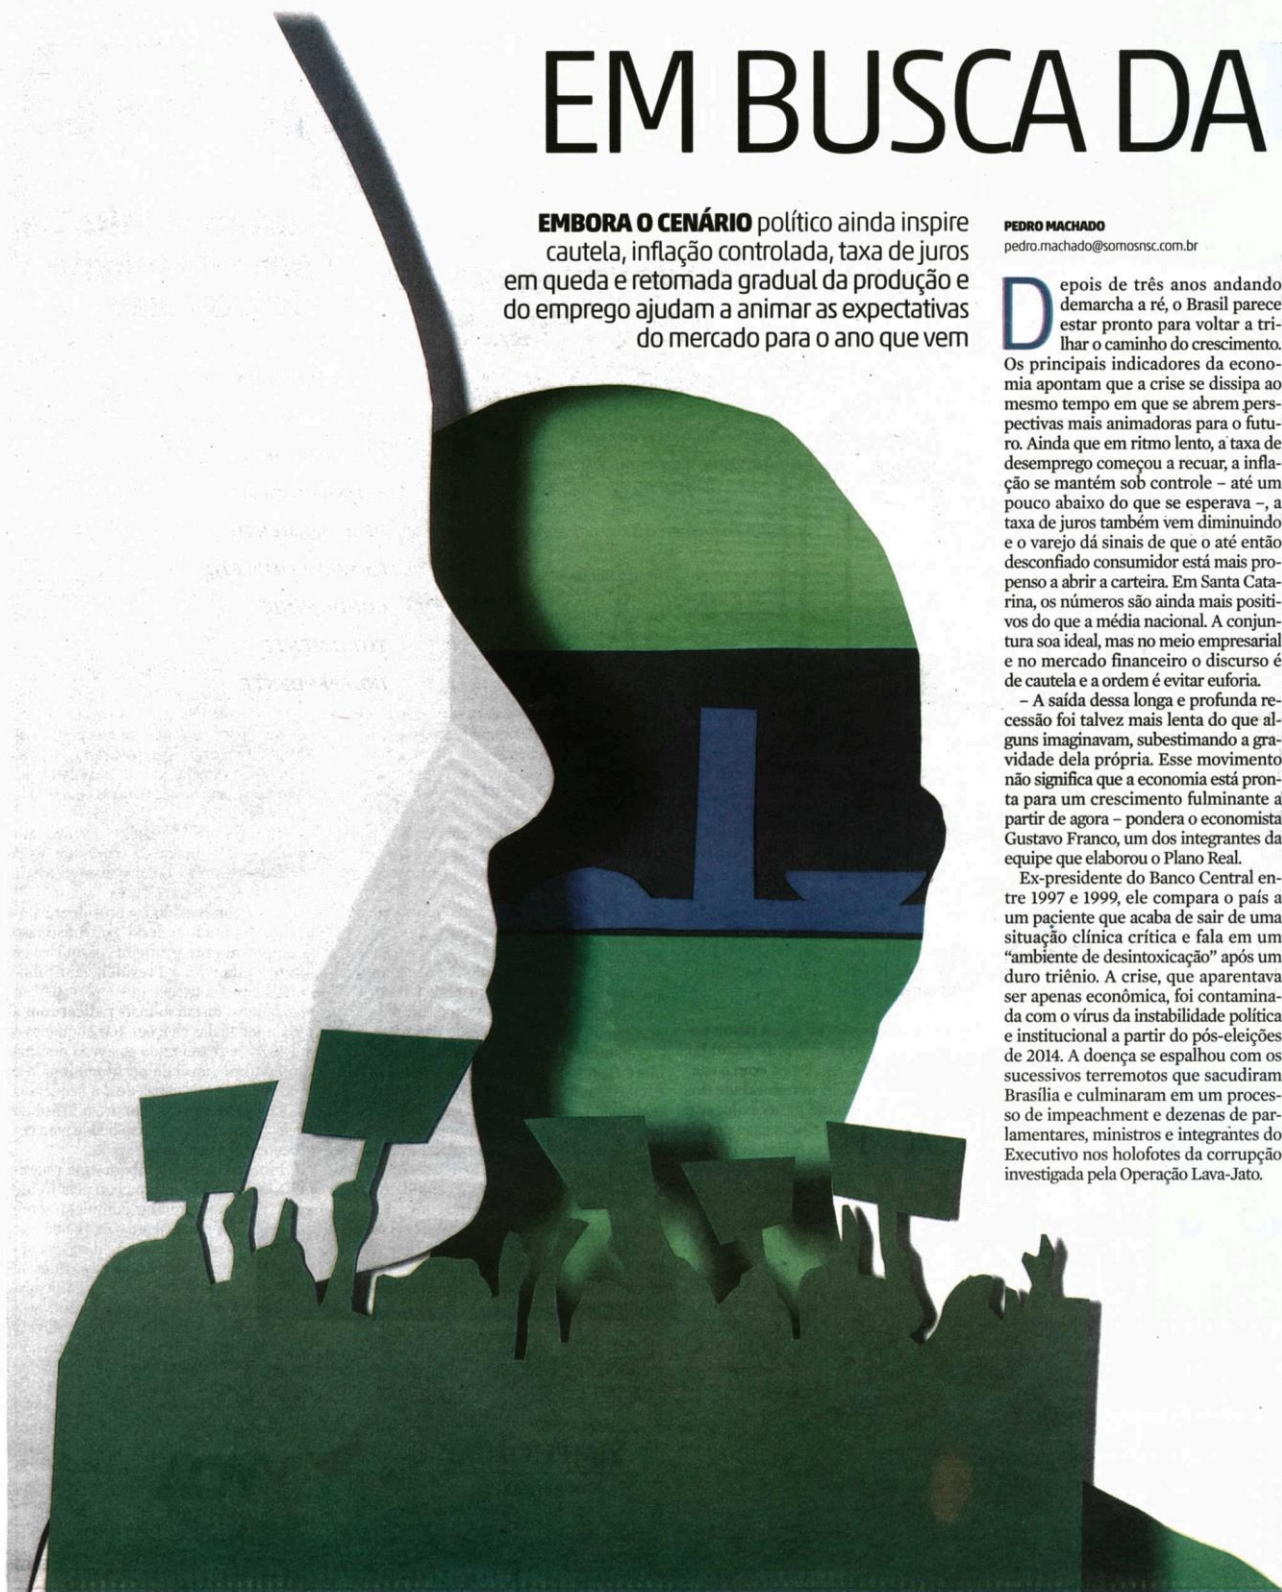 EM BUSCA DA
EMBORA O CENÁRIO político ainda inspire
cautela, inflação controlada, taxa de juros
em queda e retomada gradual da produção e
do emprego ajudam a animar as expectativas
do mercado para o ano que vem
PEDRO MACHADO
pedro.machado@somosnsc.com.br
Depois de três anos andando
demarcha a ré, o Brasil parece
estar pronto para voltar a tri-
lhar o caminho do crescimento.
Os principais indicadores da econo-
mia apontam que a crise se dissipa ao
mesmo tempo em que se abrem pers-
pectivas mais animadoras para o futu-
ro. Ainda que em ritmo lento, a taxa de
desemprego começou a recuar, a infla-
ção se mantém sob controle – até um
pouco abaixo do que se esperava –, a
taxa de juros também vem diminuindo
e o varejo dá sinais de que o até então
desconfiado consumidor está mais pro-
penso a abrir a carteira. Em Santa Cata-
rina, os números são ainda mais positi-
vos do que a média nacional. A conjun-
tura soa ideal, mas no meio empresarial
e no mercado financeiro o discurso é
de cautela e a ordem é evitar euforia.
– A saída dessa longa e profunda re-
cessão foi talvez mais lenta do que al-
guns imaginavam, subestimando a gra-
vidade dela própria. Esse movimento
não significa que a economia está pron-
ta para um crescimento fulminante a
partir de agora – pondera o economista
Gustavo Franco, um dos integrantes da
equipe que elaborou o Plano Real.
Ex-presidente do Banco Central en-
tre 1997 e 1999, ele compara o país a
um paciente que acaba de sair de uma
situação clínica crítica e fala em um
“ambiente de desintoxicação” após um
duro triênio. A crise, que aparentava
ser apenas econômica, foi contamina-
da com o vírus da instabilidade política
e institucional a partir do pós-eleições
de 2014. A doença se espalhou com os
sucessivos terremotos que sacudiram
Brasília e culminaram em um proces-
so de impeachment e dezenas de par-
lamentares, ministros e integrantes do
Executivo nos holofotes da corrupção
investigada pela Operação Lava-Jato.